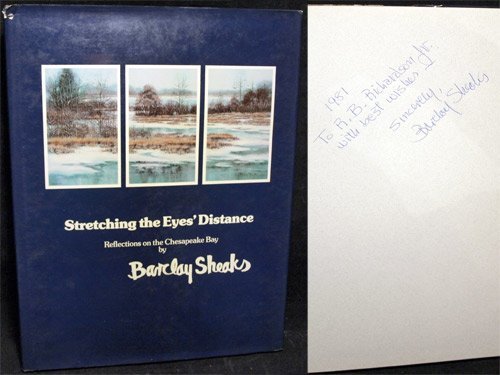 Stretching the Eyes' Distance
Reflections on the Chesapeake Bay
by
Barclay Sheaks
1981
To R. B. Richardson Jr.
with best wishes
Sincerely,
Barclay Sheaks